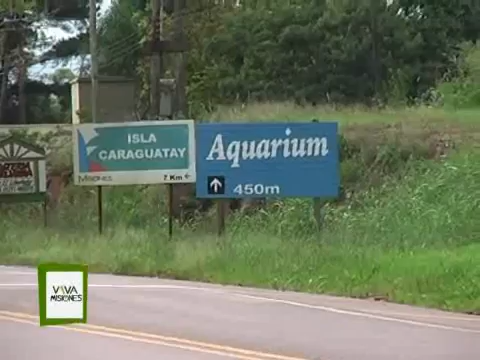 ISLA
CARAGUATAY
MISIONES
7 Km
Aquarium
450m
VIVA
MISIONES